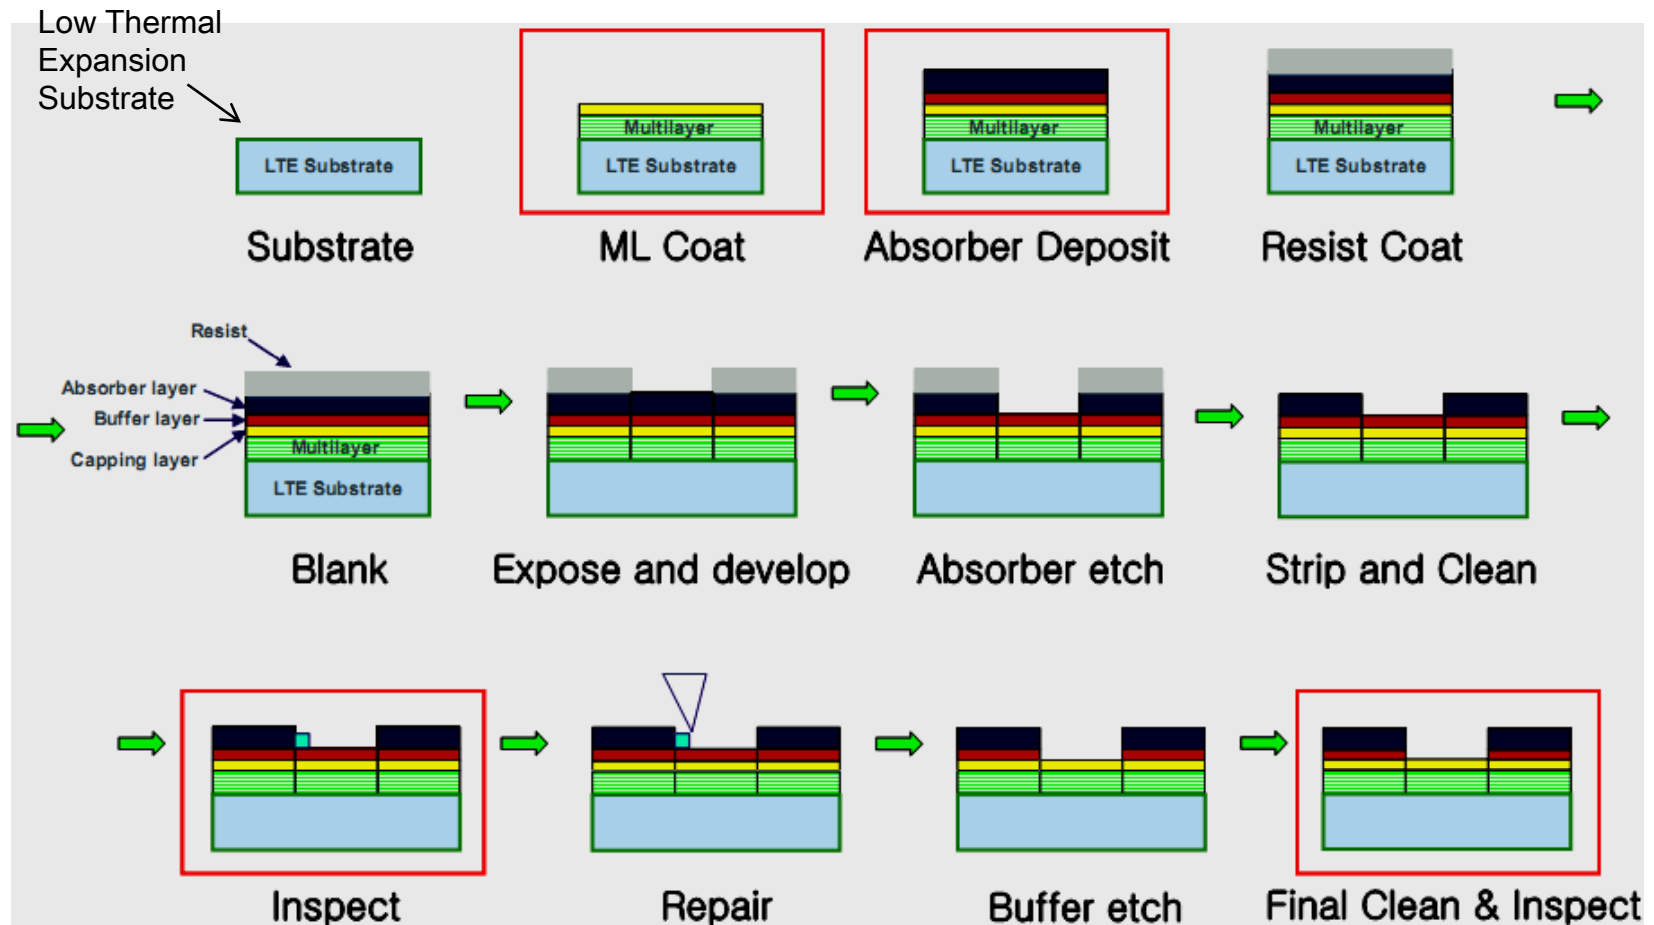 Low Thermal
Expansion
Substrate
LTE Substrate
Multilayer
LTE Substrate
Multilayer
LTE Substrate
Multilayer
LTE Substrate
Substrate
ML Coat
Absorber Deposit
Resist Coat
Resist
Absorber layer
Buffer layer
Capping layer
Multilayer
LTE Substrate
Blank
Expose and develop
Absorber etch
Strip and Clean
Inspect
Repair
Buffer etch
Final Clean & Inspect